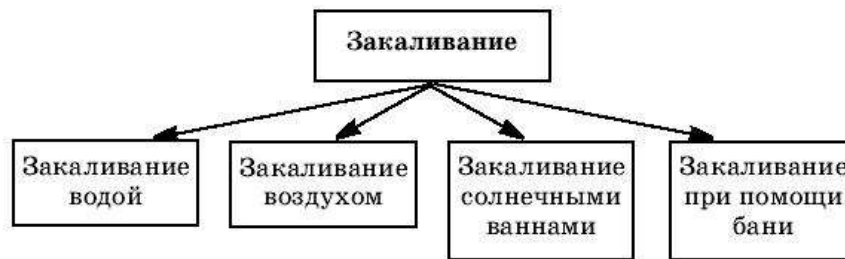 Закаливание
Закаливание
водой
Закаливание
воздухом
Закаливание
солнечными
ваннами
Закаливание
при помощи
бани